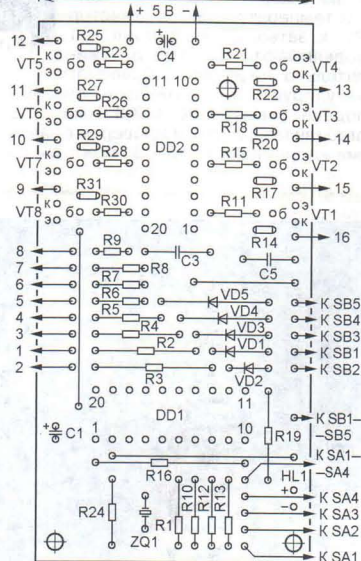 + 5 В −
12
R25
C4
R21
VT5
К
Э
б
R23
11 10
б
Э
К
VT4
R22
13
11
R27
VT6
К
Э
б
R26
R18
б
Э
К
VT3
R20
14
10
R29
DD2
VT7
К
Э
б
R28
R15
б
Э
К
VT2
R17
15
9
R31
VT8
К
Э
б
R30
R11
б
Э
К
VT1
20
1
R14
16
8
R9
C3
7
R8
C5
6
R7
5
R6
VD5
К SB5
4
R5
VD4
К SB4
3
R4
VD3
К SB3
1
R2
VD1
К SB1
2
R3
VD2
К SB2
20
11
DD1
К SB1–
–SB5
C1
1
10
R19
К SA1–
–SA4
R16
HL1
R24
R1
R10
R12
R13
+
−
К SA4
К SA3
К SA2
ZQ1
К SA1